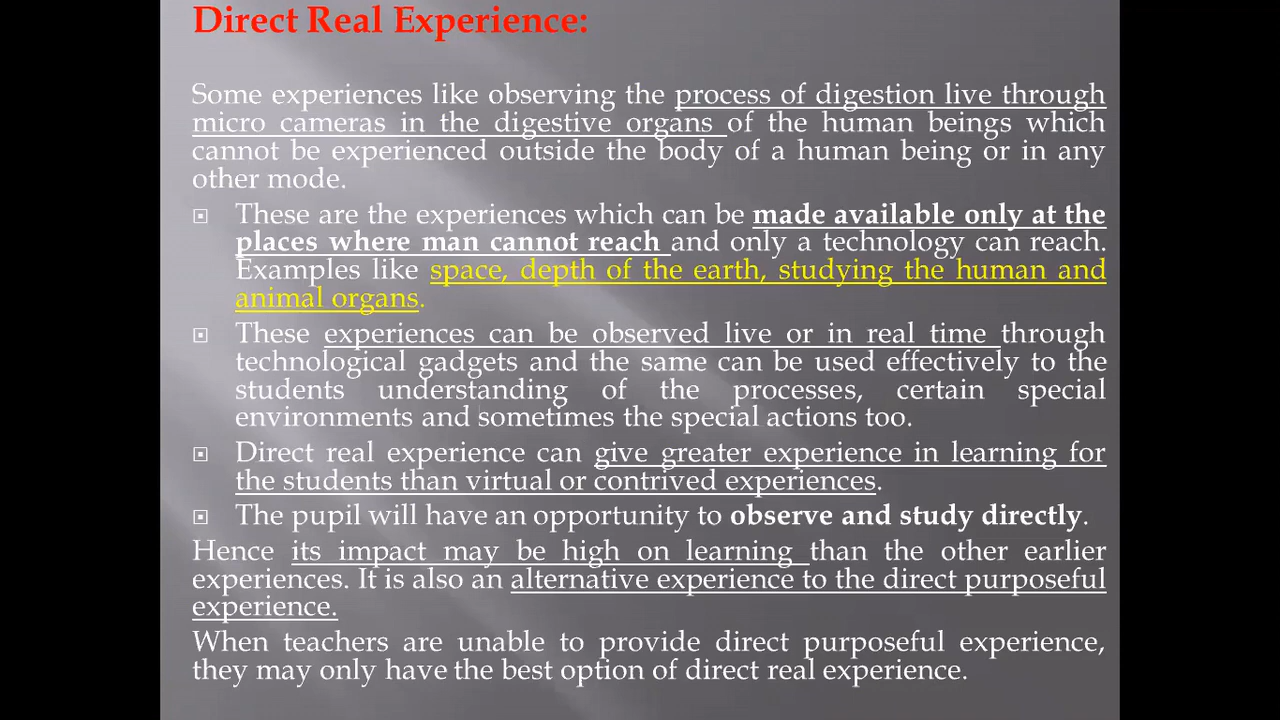 Direct Real Experience:
Some experiences like observing the process of digestion live through
micro cameras in the digestive organs of the human beings which
cannot be experienced outside the body of a human being or in any
other mode.
These are the experiences which can be made available only at the
places where man cannot reach and only a technology can reach.
Examples like space, depth of the earth, studying the human and
animal organs.
These experiences can be observed live or in real time through
technological gadgets and the same can be used effectively to the
students understanding of the processes, certain special
environments and sometimes the special actions too.
Direct real experience can give greater experience in learning for
the students than virtual or contrived experiences.
The pupil will have an opportunity to observe and study directly.
Hence its impact may be high on learning than the other earlier
experiences. It is also an alternative experience to the direct purposeful
experience.
When teachers are unable to provide direct purposeful experience,
they may only have the best option of direct real experience.